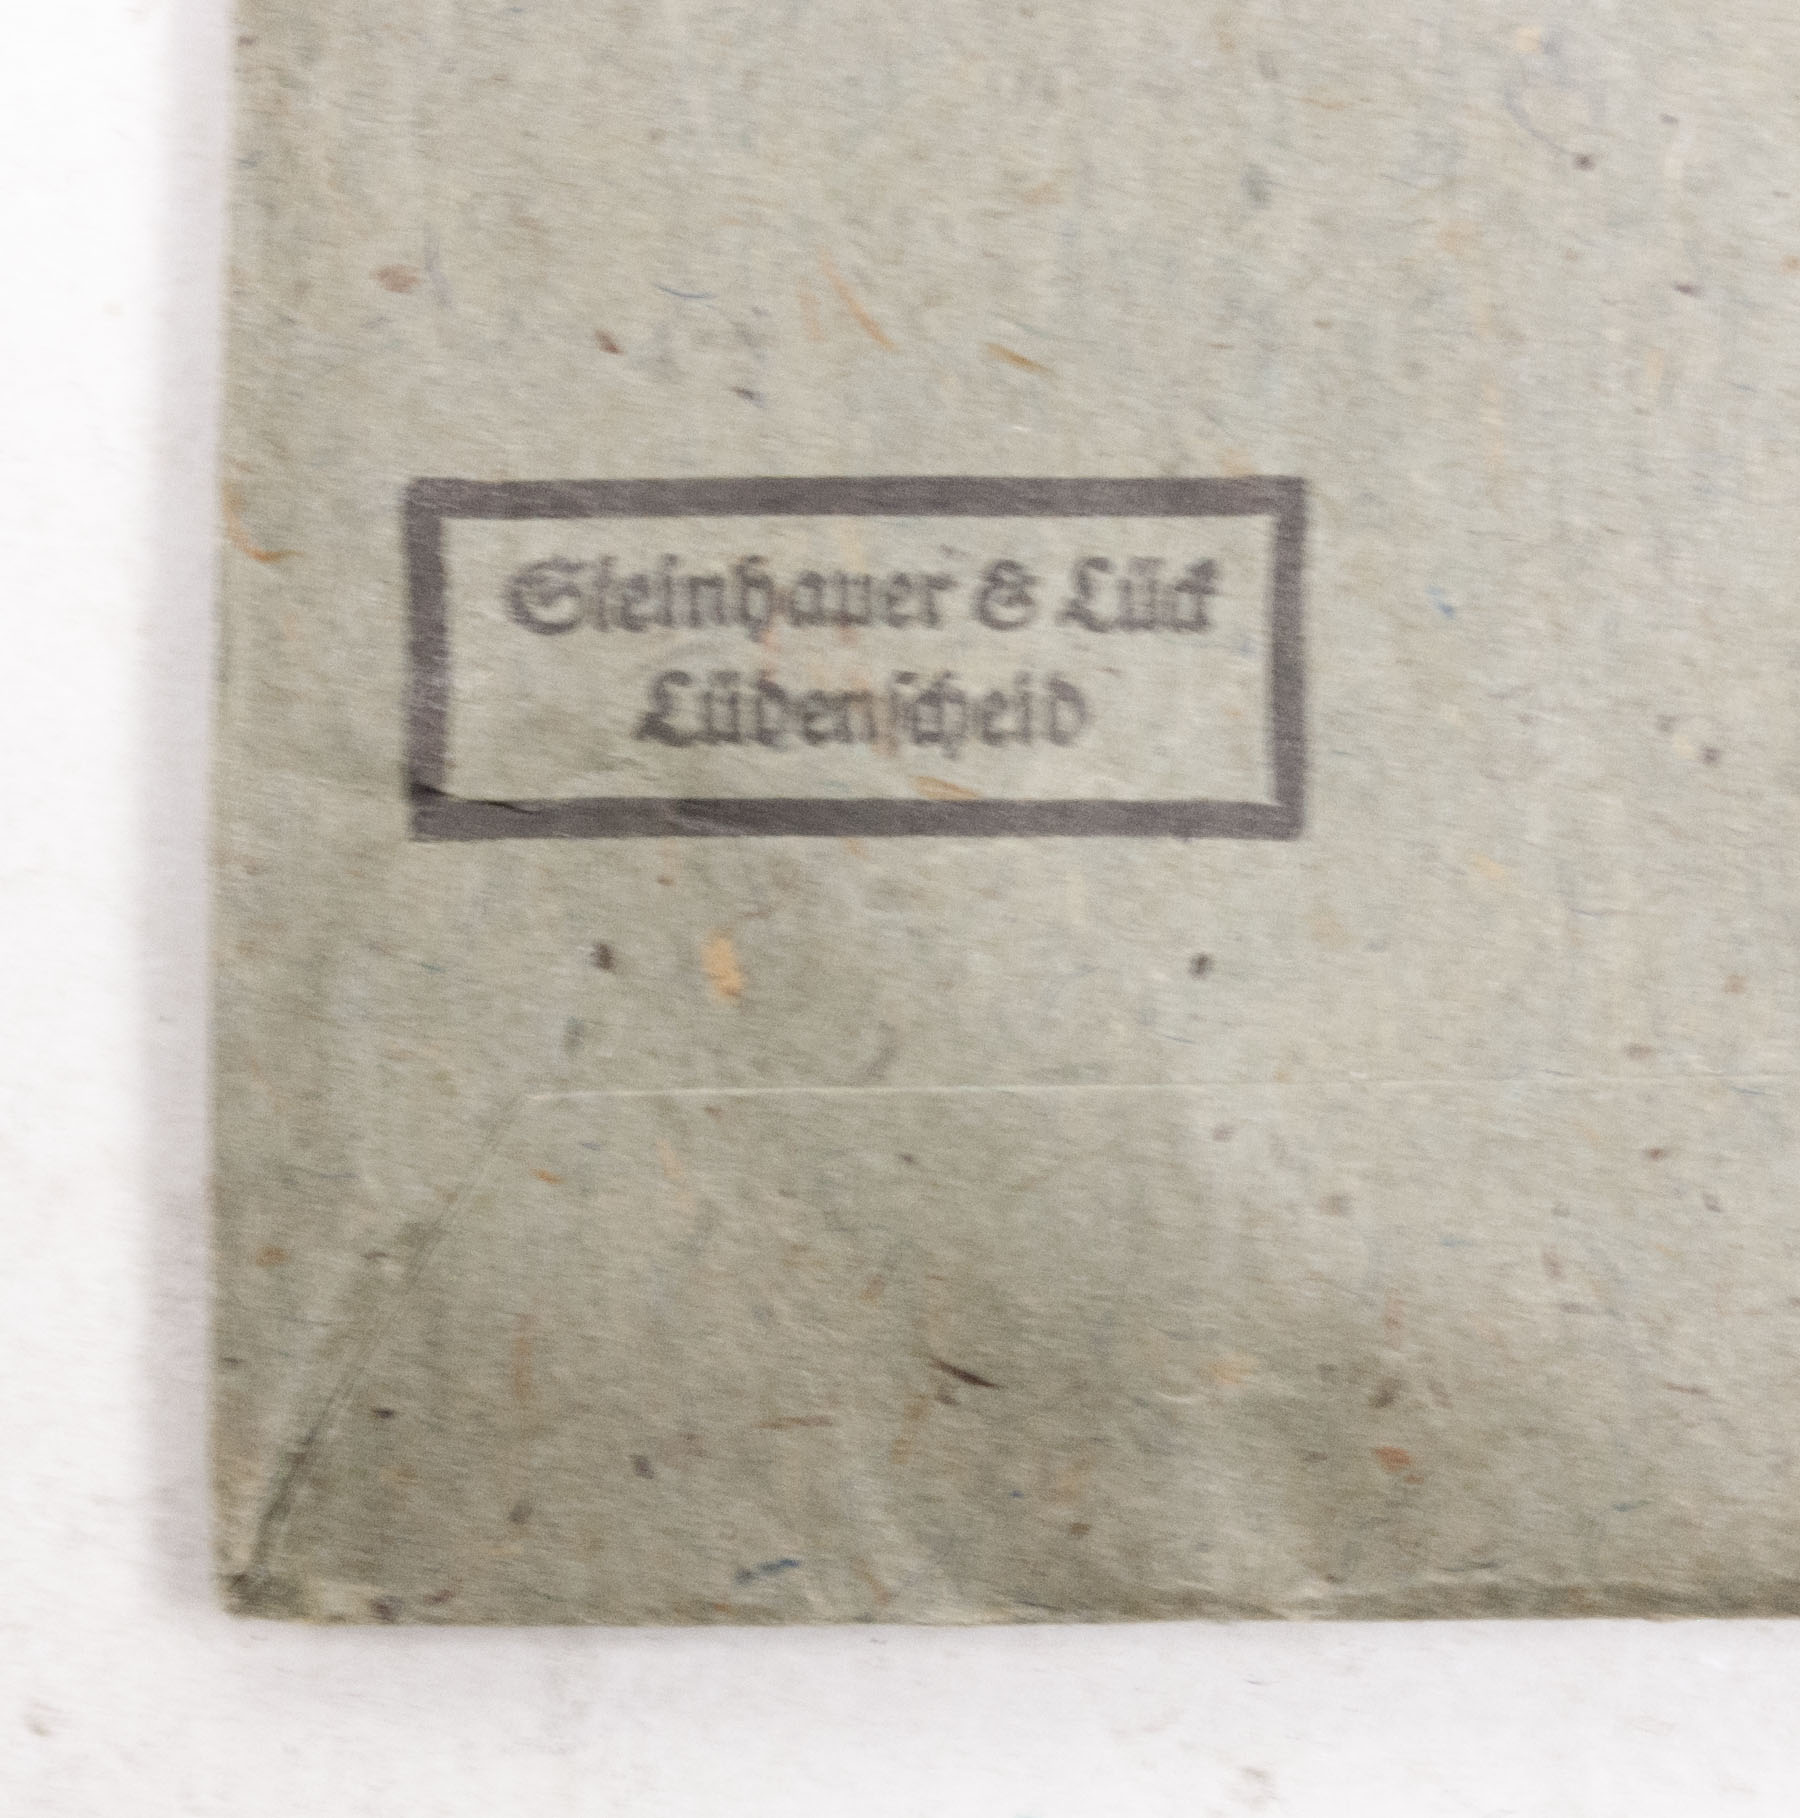 Steinhauer & Lück
Lüdenscheid